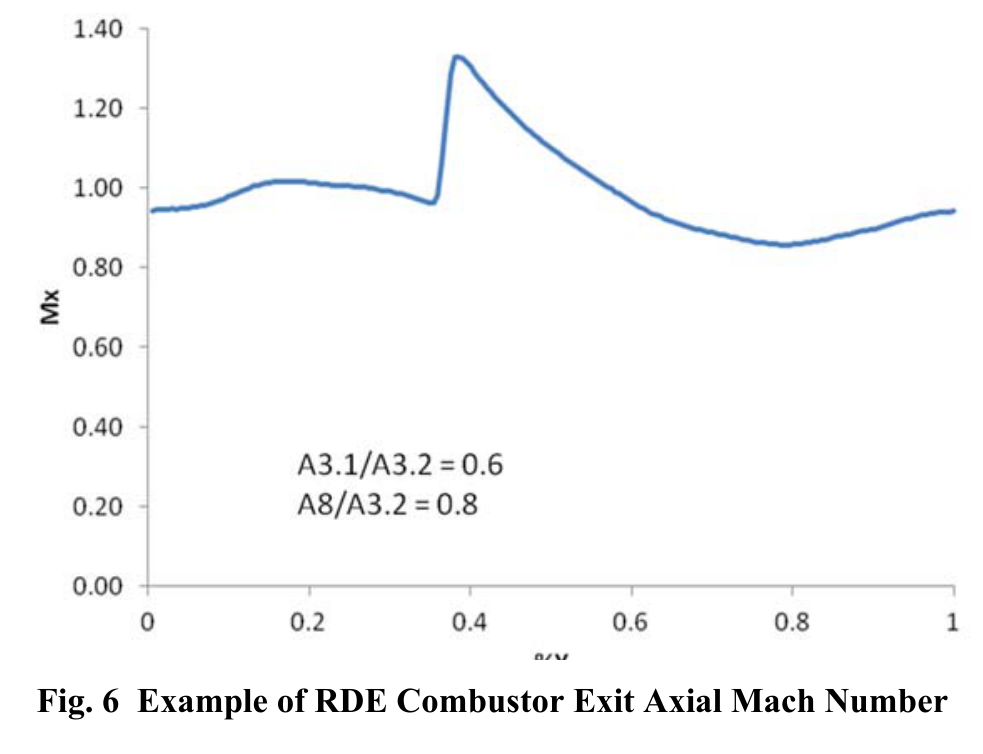 1.40
1.20
1.00
0.80
0.60
0.40
0.20
0.00
Mx
A3.1/A3.2 = 0.6
A8/A3.2 = 0.8
0 0.2 0.4 0.6 0.8 1
Fig. 6 Example of RDE Combustor Exit Axial Mach Number